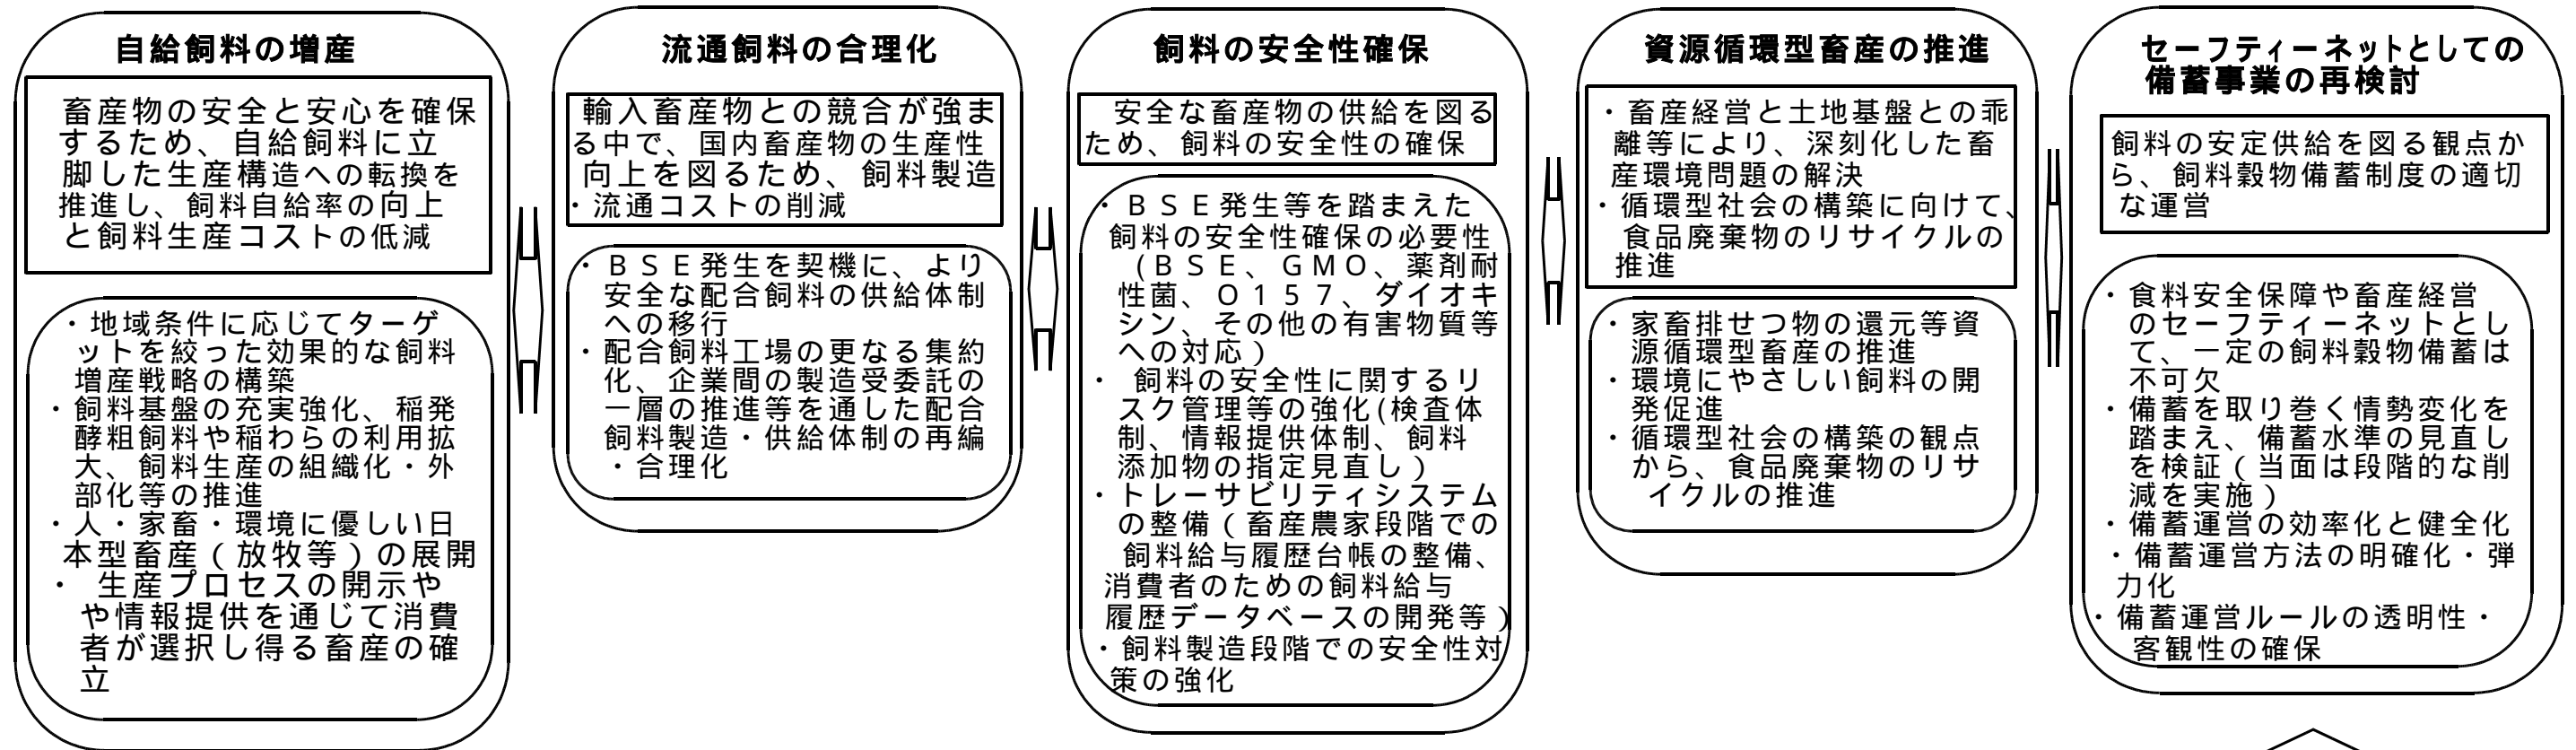 自給飼料の増産
畜産物の安全と安心を確保
するため、自給飼料に立
脚した生産構造への転換を
推進し、飼料自給率の向上
と飼料生産コストの低減
・地域条件に応じてターゲ
ットを絞った効果的な飼料
増産戦略の構築
・飼料基盤の充実強化、稲発
酵粗飼料や稲わらの利用拡
大、飼料生産の組織化・外
部化等の推進
・人・家畜・環境に優しい日
本型畜産（放牧等）の展開
・ 生産プロセスの開示や
や情報提供を通じて消費
者が選択し得る畜産の確
立
流通飼料の合理化
輸入畜産物との競合が強ま
る中で、国内畜産物の生産性
向上を図るため、飼料製造
・流通コストの削減
・ＢＳＥ発生を契機に、より
安全な配合飼料の供給体制
への移行
・配合飼料工場の更なる集約
化、企業間の製造受委託の
一層の推進等を通した配合
飼料製造・供給体制の再編
・合理化
飼料の安全性確保
安全な畜産物の供給を図る
ため、飼料の安全性の確保
・ＢＳＥ発生等を踏まえた
飼料の安全性確保の必要性
(ＢＳＥ、ＧＭＯ、薬剤耐
性菌、Ｏ１５７、ダイオキ
シン、その他の有害物質等
への対応）
・ 飼料の安全性に関するリ
スク管理等の強化(検査体
制、情報提供体制、飼料
添加物の指定見直し）
・トレーサビリティシステム
の整備（畜産農家段階での
飼料給与履歴台帳の整備、
消費者のための飼料給与
履歴データベースの開発等）
・飼料製造段階での安全性対
策の強化
資源循環型畜産の推進
・畜産経営と土地基盤との乖
離等により、深刻化した畜
産環境問題の解決
・循環型社会の構築に向けて、
食品廃棄物のリサイクルの
推進
・家畜排せつ物の還元等資
源循環型畜産の推進
・環境にやさしい飼料の開
発促進
・循環型社会の構築の観点
から、食品廃棄物のリサ
イクルの推進
セーフティーネットとしての
備蓄事業の再検討
飼料の安定供給を図る観点か
ら、飼料穀物備蓄制度の適切
な運営
・食料安全保障や畜産経営
のセーフティーネットとし
て、一定の飼料穀物備蓄は
不可欠
・備蓄を取り巻く情勢変化を
踏まえ、備蓄水準の見直し
を検証（当面は段階的な削
減を実施）
・備蓄運営の効率化と健全化
・備蓄運営方法の明確化・弾
力化
・備蓄運営ルールの透明性・
客観性の確保